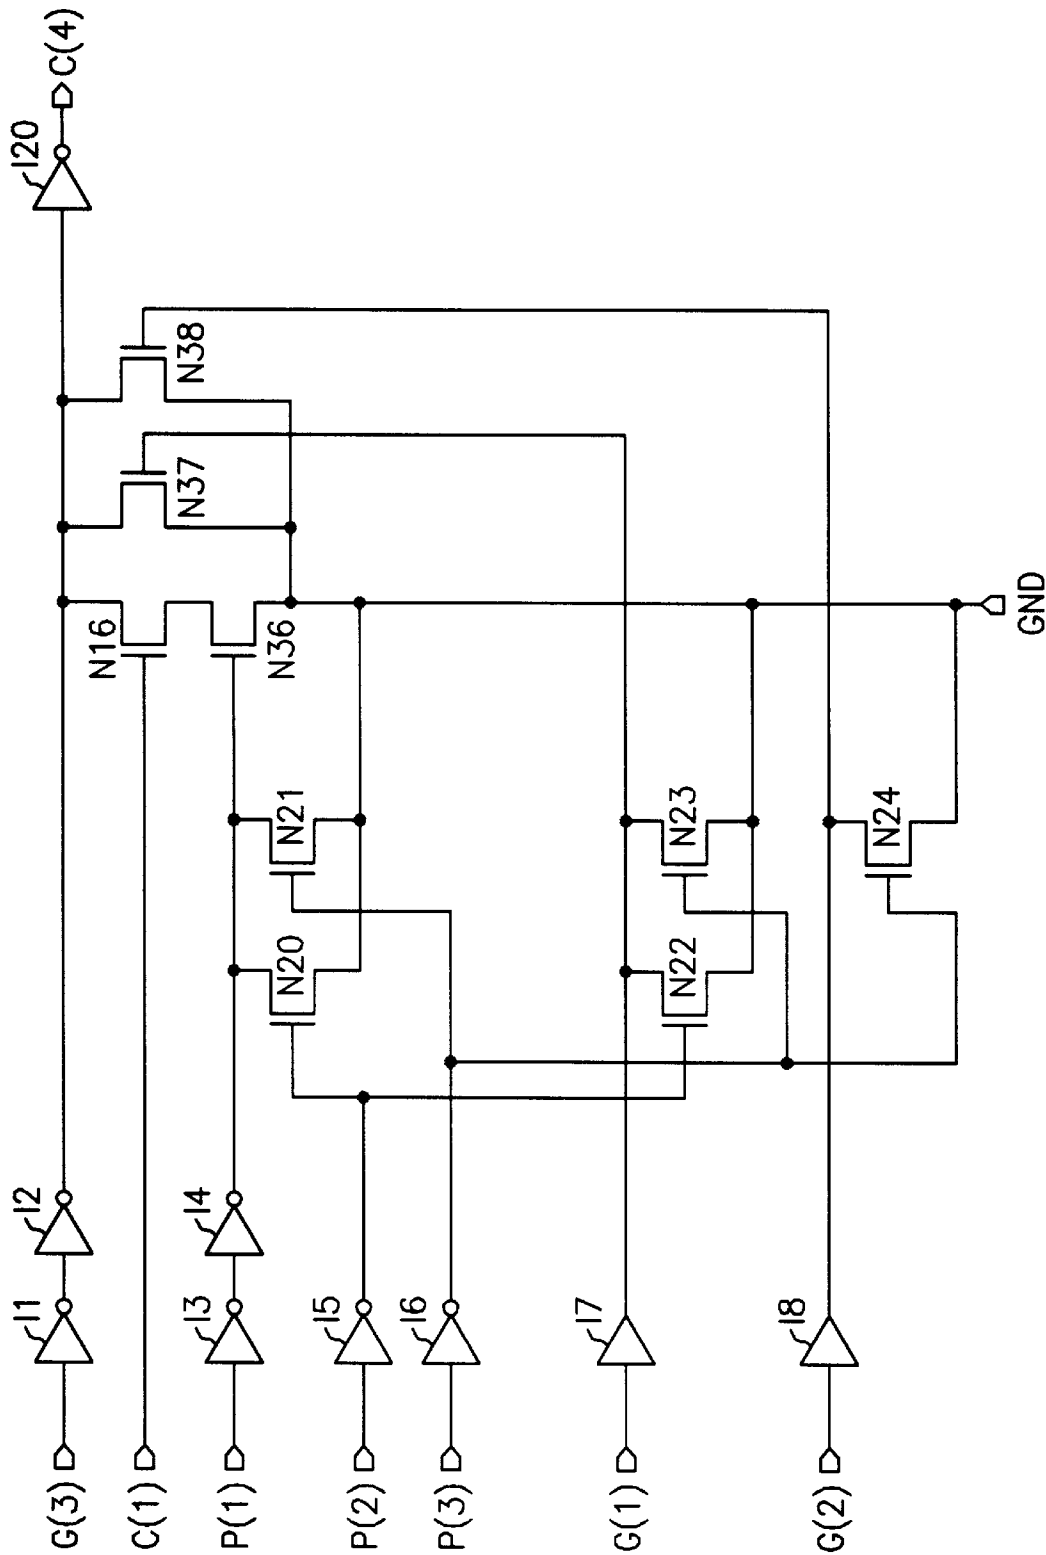 G(3)
I1
I2
I20
C(4)
C(1)
N16
N37
N38
P(1)
I3
I4
N36
N20
N21
P(2)
I5
P(3)
I6
G(1)
I7
N22
N23
G(2)
I8
N24
GND